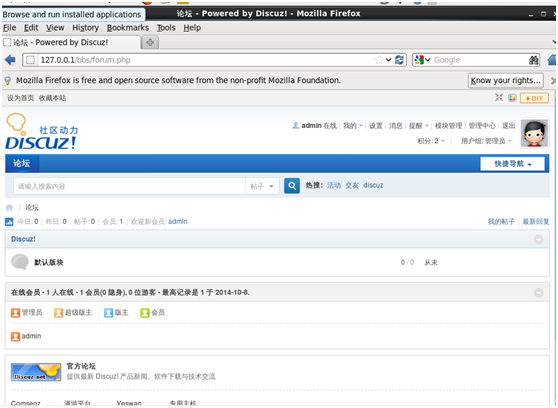 Browse and run installed applications
论坛 - Powered by Discuz! - Mozilla Firefox
File Edit View History Bookmarks Tools Help
论坛 - Powered by Discuz!
127.0.0.1/bbs/forum.php
Google
Mozilla Firefox is free and open source software from the non-profit Mozilla Foundation.
Know your rights...
设为首页 收藏本站
DIY
社区动力
DISCUZ!
admin 在线 | 我的 | 设置 | 消息 | 提醒 | 模块管理 | 管理中心 | 退出
积分: 2 | 用户组: 管理员
论坛
快捷导航
请输入搜索内容
帖子
热搜: 活动 交友 discuz
论坛
今日: 0 | 昨日: 0 | 帖子: 0 | 会员: 1 | 欢迎新会员: admin
我的帖子 | 最新回复
Discuz!
默认版块
0 / 0
从未
在线会员 - 1 人在线 - 1 会员(0 隐身), 0 位游客 - 最高记录是 1 于 2014-10-8.
管理员 超级版主 版主 会员
admin
Discuz! net
官方论坛
提供最新 Discuz! 产品新闻、软件下载与技术交流
Comsenz 漫游平台 Yeswan 专用主机